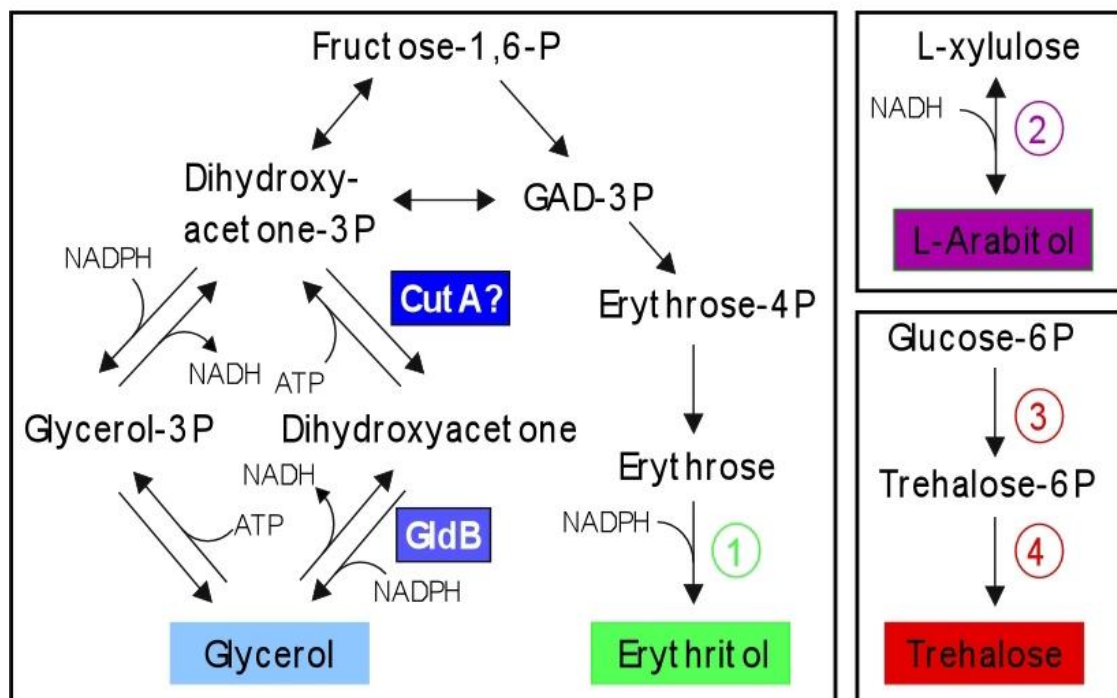 Fructose-1,6-P
Dihydroxy-
acetone-3P
GAD-3P
NADPH
NADH
CutA?
ATP
Erythrose-4P
Glycerol-3P
Dihydroxyacetone
NADH
ATP
GldB
NADPH
Erythrose
NADPH
1
Glycerol
Erythritol
L-xylulose
NADH
2
L-Arabitol
Glucose-6P
3
Trehalose-6P
4
Trehalose